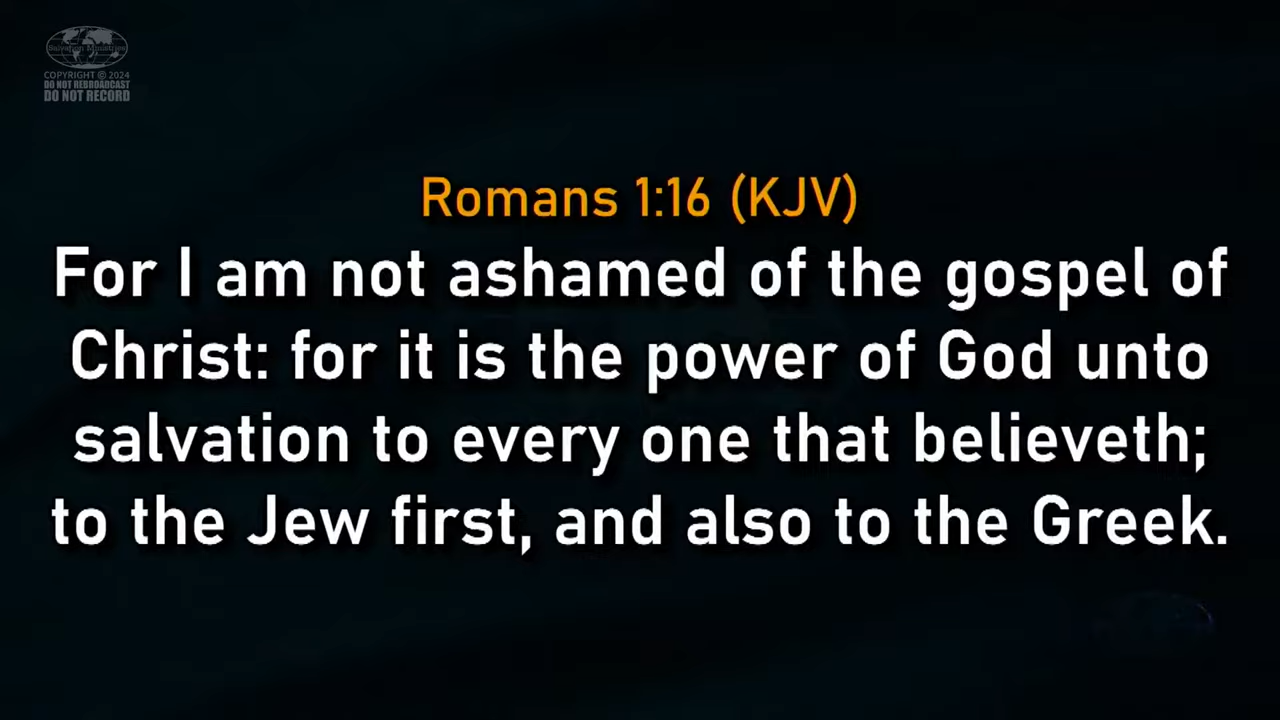 Salvation Ministries
COPYRIGHT © 2024
DO NOT REBROADCAST
DO NOT RECORD
Romans 1:16 (KJV)
For I am not ashamed of the gospel of
Christ: for it is the power of God unto
salvation to every one that believeth;
to the Jew first, and also to the Greek.